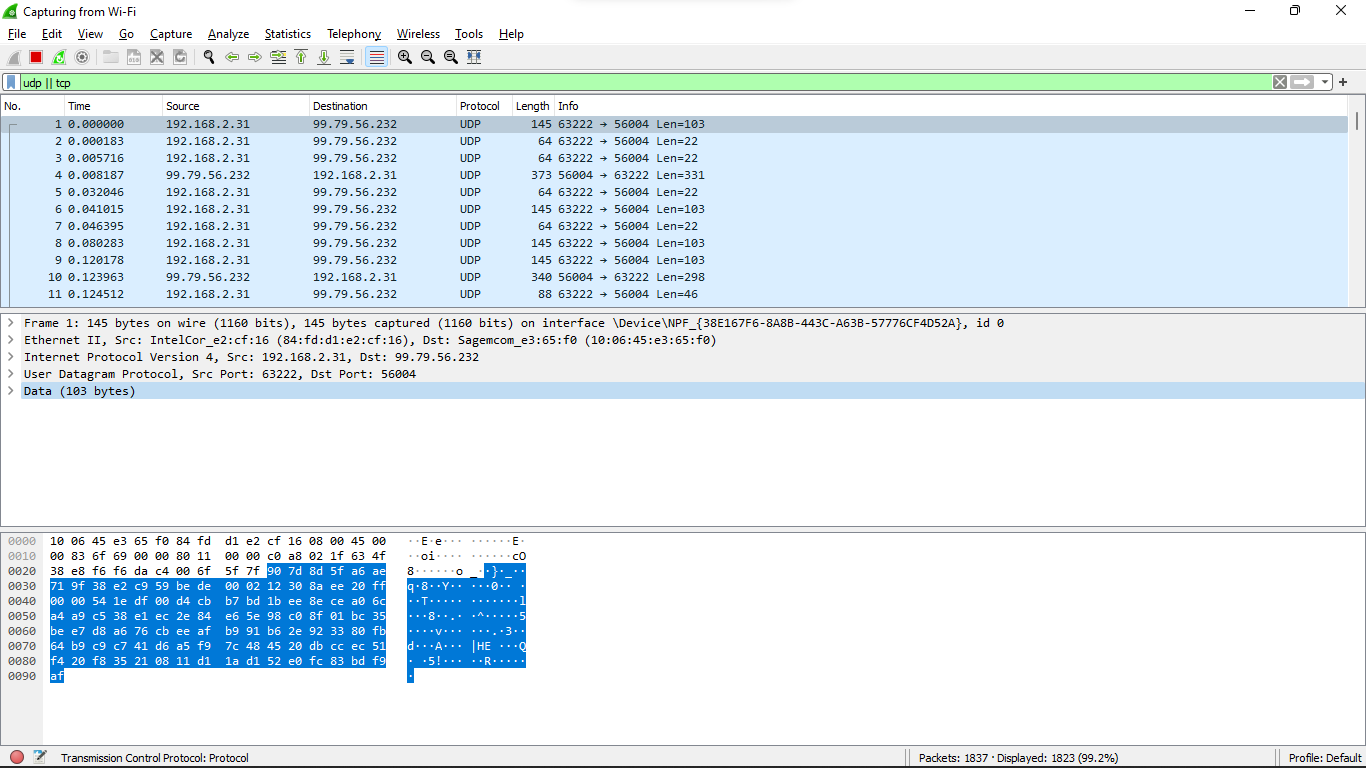 Capturing from Wi-Fi
File Edit View Go Capture Analyze Statistics Telephony Wireless Tools Help
udp || tcp
No. Time Source Destination Protocol Length Info
1 0.000000 192.168.2.31 99.79.56.232 UDP 145 63222 → 56004 Len=103
2 0.000183 192.168.2.31 99.79.56.232 UDP 64 63222 → 56004 Len=22
3 0.005716 192.168.2.31 99.79.56.232 UDP 64 63222 → 56004 Len=22
4 0.008187 99.79.56.232 192.168.2.31 UDP 373 56004 → 63222 Len=331
5 0.032046 192.168.2.31 99.79.56.232 UDP 64 63222 → 56004 Len=22
6 0.041015 192.168.2.31 99.79.56.232 UDP 145 63222 → 56004 Len=103
7 0.046395 192.168.2.31 99.79.56.232 UDP 64 63222 → 56004 Len=22
8 0.080283 192.168.2.31 99.79.56.232 UDP 145 63222 → 56004 Len=103
9 0.120178 192.168.2.31 99.79.56.232 UDP 145 63222 → 56004 Len=103
10 0.123963 99.79.56.232 192.168.2.31 UDP 340 56004 → 63222 Len=298
11 0.124512 192.168.2.31 99.79.56.232 UDP 88 63222 → 56004 Len=46
Frame 1: 145 bytes on wire (1160 bits), 145 bytes captured (1160 bits) on interface \Device\NPF_{38E167F6-8A8B-443C-A63B-57776CF4D52A}, id 0
Ethernet II, Src: IntelCor_e2:cf:16 (84:fd:d1:e2:cf:16), Dst: Sagemcom_e3:65:f0 (10:06:45:e3:65:f0)
Internet Protocol Version 4, Src: 192.168.2.31, Dst: 99.79.56.232
User Datagram Protocol, Src Port: 63222, Dst Port: 56004
Data (103 bytes)
0000 10 06 45 e3 65 f0 84 fd d1 e2 cf 16 08 00 45 00 ··E·e··· ······E·
0010 00 83 6f 69 00 00 80 11 00 00 c0 a8 02 1f 63 4f ··oi···· ······cO
0020 38 e8 f6 f6 da c4 00 6f 5f 7f 90 7d 8d 5f a6 ae 8······o _··}·_··
0030 71 9f 38 e2 c9 59 be de 00 02 12 30 8a ee 20 ff q·8··Y·· ···0·· ·
0040 00 00 54 1e df 00 d4 cb b7 bd 1b ee 8e ce a0 6c ··T····· ·······l
0050 a4 a9 c5 38 e1 ec 2e 84 e6 5e 98 c0 8f 01 bc 35 ···8··.· ·^·····5
0060 be e7 d8 a6 76 cb ee af b9 91 b6 2e 92 33 80 fb ····v··· ···.·3··
0070 64 b9 c9 c7 41 d6 a5 f9 7c 48 45 20 db cc ec 51 d···A··· |HE ···Q
0080 f4 20 f8 35 21 08 11 d1 1a d1 52 e0 fc 83 bd f9 · ·5!··· ··R·····
0090 af ·
Transmission Control Protocol: Protocol Packets: 1837 · Displayed: 1823 (99.2%) Profile: Default